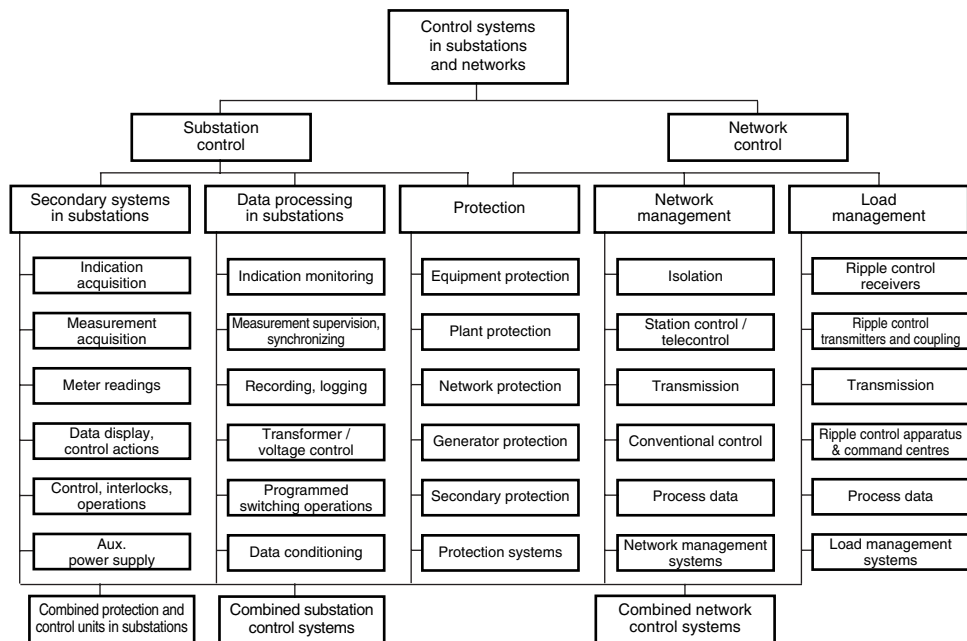 Control systems
in substations
and networks
Substation
control
Network
control
Secondary systems
in substations
Data processing
in substations
Protection
Network
management
Load
management
Indication
acquisition
Measurement
acquisition
Meter readings
Data display,
control actions
Control, interlocks,
operations
Aux.
power supply
Indication monitoring
Measurement supervision,
synchronizing
Recording, logging
Transformer /
voltage control
Programmed
switching operations
Data conditioning
Equipment protection
Plant protection
Network protection
Generator protection
Secondary protection
Protection systems
Isolation
Station control /
telecontrol
Transmission
Conventional control
Process data
Network management
systems
Ripple control
receivers
Ripple control
transmitters and coupling
Transmission
Ripple control apparatus
& command centres
Process data
Load management
systems
Combined protection and
control units in substations
Combined substation
control systems
Combined network
control systems